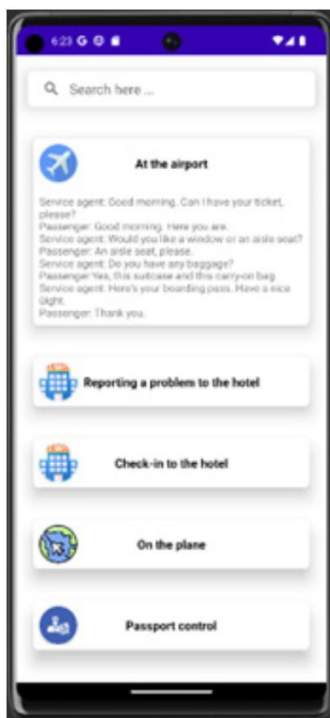 6:23 G
Search here ...
At the airport
Service agent: Good morning. Can I have your ticket,
please?
Passenger: Good morning. Here you are.
Service agent: Would you like a window or an aisle seat?
Passenger: An aisle seat, please.
Service agent: Do you have any baggage?
Passenger: Yes, this suitcase and this carry-on bag.
Service agent: Here's your boarding pass. Have a nice
flight.
Passenger: Thank you.
Reporting a problem to the hotel
Check-in to the hotel
On the plane
Passport control